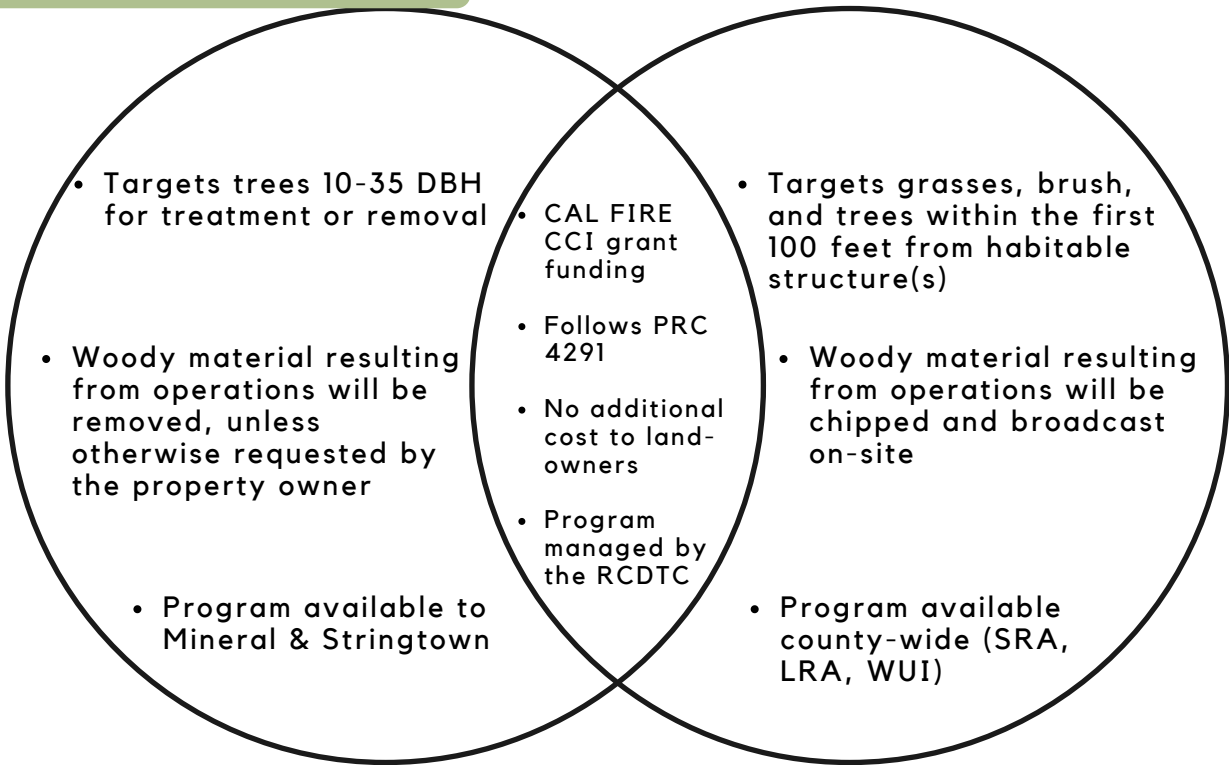 • Targets trees 10-35 DBH
for treatment or removal
• Woody material resulting
from operations will be
removed, unless
otherwise requested by
the property owner
• Program available to
Mineral & Stringtown
• CAL FIRE
CCI grant
funding
• Follows PRC
4291
• No additional
cost to land-
owners
• Program
managed by
the RCDTC
• Targets grasses, brush,
and trees within the first
100 feet from habitable
structure(s)
• Woody material resulting
from operations will be
chipped and broadcast
on-site
• Program available
county-wide (SRA,
LRA, WUI)